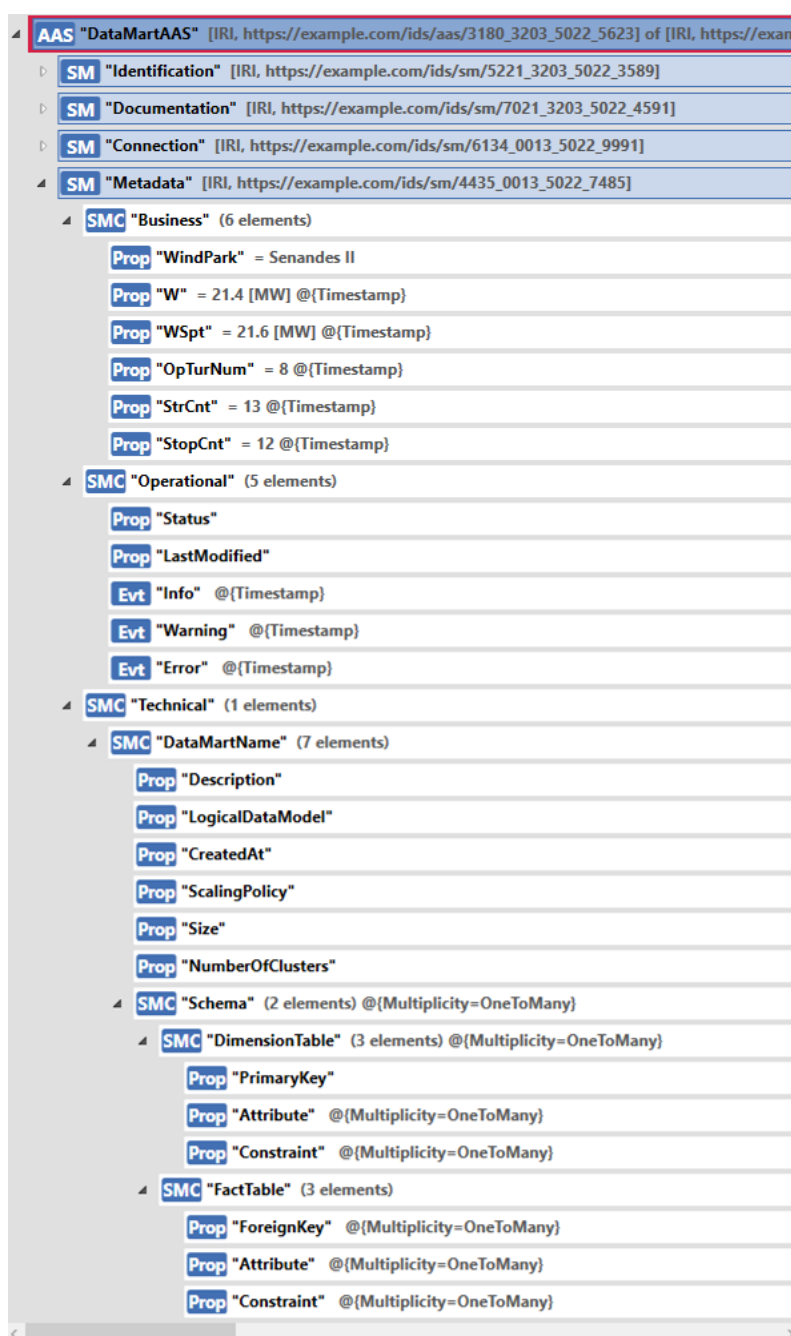 AAS "DataMartAAS" [IRI, https://example.com/ids/aas/3180_3203_5022_5623] of [IRI, https://exam
SM "Identification" [IRI, https://example.com/ids/sm/5221_3203_5022_3589]
SM "Documentation" [IRI, https://example.com/ids/sm/7021_3203_5022_4591]
SM "Connection" [IRI, https://example.com/ids/sm/6134_0013_5022_9991]
SM "Metadata" [IRI, https://example.com/ids/sm/4435_0013_5022_7485]
SMC "Business" (6 elements)
Prop "WindPark" = Senandes II
Prop "W" = 21.4 [MW] @{Timestamp}
Prop "WSpt" = 21.6 [MW] @{Timestamp}
Prop "OpTurNum" = 8 @{Timestamp}
Prop "StrCnt" = 13 @{Timestamp}
Prop "StopCnt" = 12 @{Timestamp}
SMC "Operational" (5 elements)
Prop "Status"
Prop "LastModified"
Evt "Info" @{Timestamp}
Evt "Warning" @{Timestamp}
Evt "Error" @{Timestamp}
SMC "Technical" (1 elements)
SMC "DataMartName" (7 elements)
Prop "Description"
Prop "LogicalDataModel"
Prop "CreatedAt"
Prop "ScalingPolicy"
Prop "Size"
Prop "NumberOfClusters"
SMC "Schema" (2 elements) @{Multiplicity=OneToMany}
SMC "DimensionTable" (3 elements) @{Multiplicity=OneToMany}
Prop "PrimaryKey"
Prop "Attribute" @{Multiplicity=OneToMany}
Prop "Constraint" @{Multiplicity=OneToMany}
SMC "FactTable" (3 elements)
Prop "ForeignKey" @{Multiplicity=OneToMany}
Prop "Attribute" @{Multiplicity=OneToMany}
Prop "Constraint" @{Multiplicity=OneToMany}